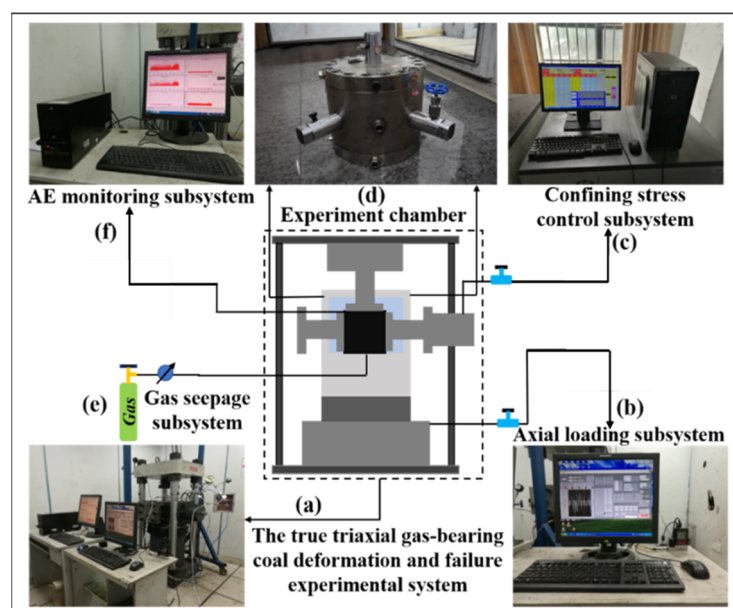 AE monitoring subsystem
(f)
(d)
Experiment chamber
Confining stress
control subsystem
(c)
(e)
Gas
Gas seepage
subsystem
(b)
Axial loading subsystem
(a)
The true triaxial gas-bearing
coal deformation and failure
experimental system